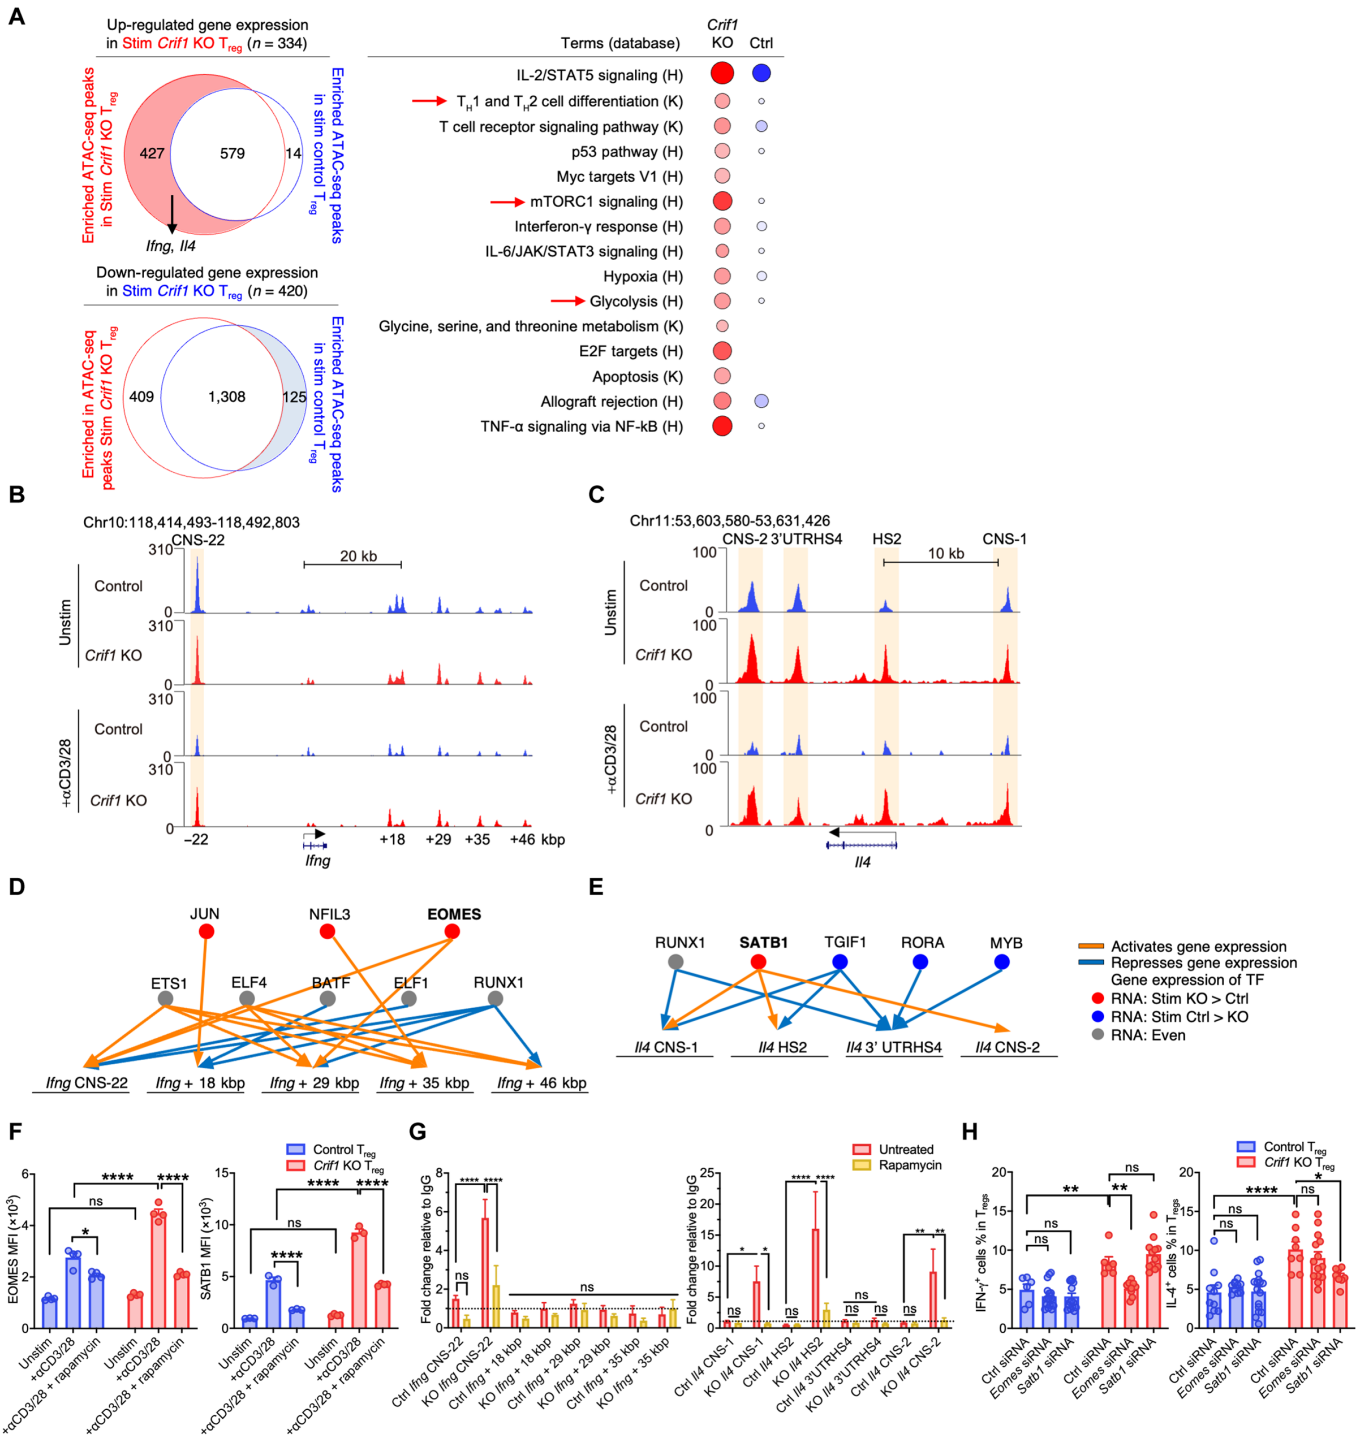 A
Up-regulated gene expression
in Stim Crif1 KO Treg (n = 334)
Enriched ATAC-seq peaks
in Stim Crif1 KO Treg
427
579
14
Enriched ATAC-seq peaks
in stim control Treg
Ifng, Il4
Down-regulated gene expression
in Stim Crif1 KO Treg (n = 420)
Enriched in ATAC-seq
peaks Stim Crif1 KO Treg
409
1,308
125
Enriched ATAC-seq peaks
in stim control Treg
Terms (database)
Crif1
KO
Ctrl
IL-2/STAT5 signaling (H)
TH1 and TH2 cell differentiation (K)
T cell receptor signaling pathway (K)
p53 pathway (H)
Myc targets V1 (H)
mTORC1 signaling (H)
Interferon-γ response (H)
IL-6/JAK/STAT3 signaling (H)
Hypoxia (H)
Glycolysis (H)
Glycine, serine, and threonine metabolism (K)
E2F targets (H)
Apoptosis (K)
Allograft rejection (H)
TNF-α signaling via NF-kB (H)
B
Chr10:118,414,493-118,492,803
CNS-22
20 kb
Unstim
+αCD3/28
310
Control
0
310
Crif1 KO
0
310
Control
0
310
Crif1 KO
0
−22
+18
+29
+35
+46 kbp
Ifng
C
Chr11:53,603,580-53,631,426
CNS-2 3'UTRHS4 HS2 CNS-1
10 kb
Unstim
+αCD3/28
100
Control
0
100
Crif1 KO
0
100
Control
0
100
Crif1 KO
0
Il4
D
JUN NFIL3 EOMES
ETS1 ELF4 BATF ELF1 RUNX1
Ifng CNS-22 Ifng + 18 kbp Ifng + 29 kbp Ifng + 35 kbp Ifng + 46 kbp
E
RUNX1 SATB1 TGIF1 RORA MYB
Il4 CNS-1 Il4 HS2 Il4 3' UTRHS4 Il4 CNS-2
Activates gene expression
Represses gene expression
Gene expression of TF
RNA: Stim KO > Ctrl
RNA: Stim Ctrl > KO
RNA: Even
F
Control Treg
Crif1 KO Treg
EOMES MFI (×10³)
6
4
2
0
**** ****
ns
*
Unstim
+αCD3/28
+αCD3/28 + rapamycin
Unstim
+αCD3/28
+αCD3/28 + rapamycin
SATB1 MFI (×10³)
15
10
5
0
**** ****
ns
****
Unstim
+αCD3/28
+αCD3/28 + rapamycin
Unstim
+αCD3/28
+αCD3/28 + rapamycin
G
Untreated
Rapamycin
Fold change relative to IgG
8
7
6
5
4
3
2
1
0
**** ****
ns
ns
Ctrl Ifng CNS-22
KO Ifng CNS-22
Ctrl Ifng + 18 kbp
KO Ifng + 18 kbp
Ctrl Ifng + 29 kbp
KO Ifng + 29 kbp
Ctrl Ifng + 35 kbp
KO Ifng + 35 kbp
Fold change relative to IgG
25
20
15
10
5
0
**** ****
** **
* *
ns
ns
ns
ns
ns
ns
Ctrl Il4 CNS-1
KO Il4 CNS-1
Ctrl Il4 HS2
KO Il4 HS2
Ctrl Il4 3'UTRHS4
KO Il4 3'UTRHS4
Ctrl Il4 CNS-2
KO Il4 CNS-2
H
Control Treg
Crif1 KO Treg
IFN-γ+ cells % in Tregs
20
15
10
5
0
ns
** **
ns
ns
Ctrl siRNA
Eomes siRNA
Satb1 siRNA
Ctrl siRNA
Eomes siRNA
Satb1 siRNA
IL-4+ cells % in Tregs
20
15
10
5
0
*
**** ns
ns
ns
Ctrl siRNA
Eomes siRNA
Satb1 siRNA
Ctrl siRNA
Eomes siRNA
Satb1 siRNA